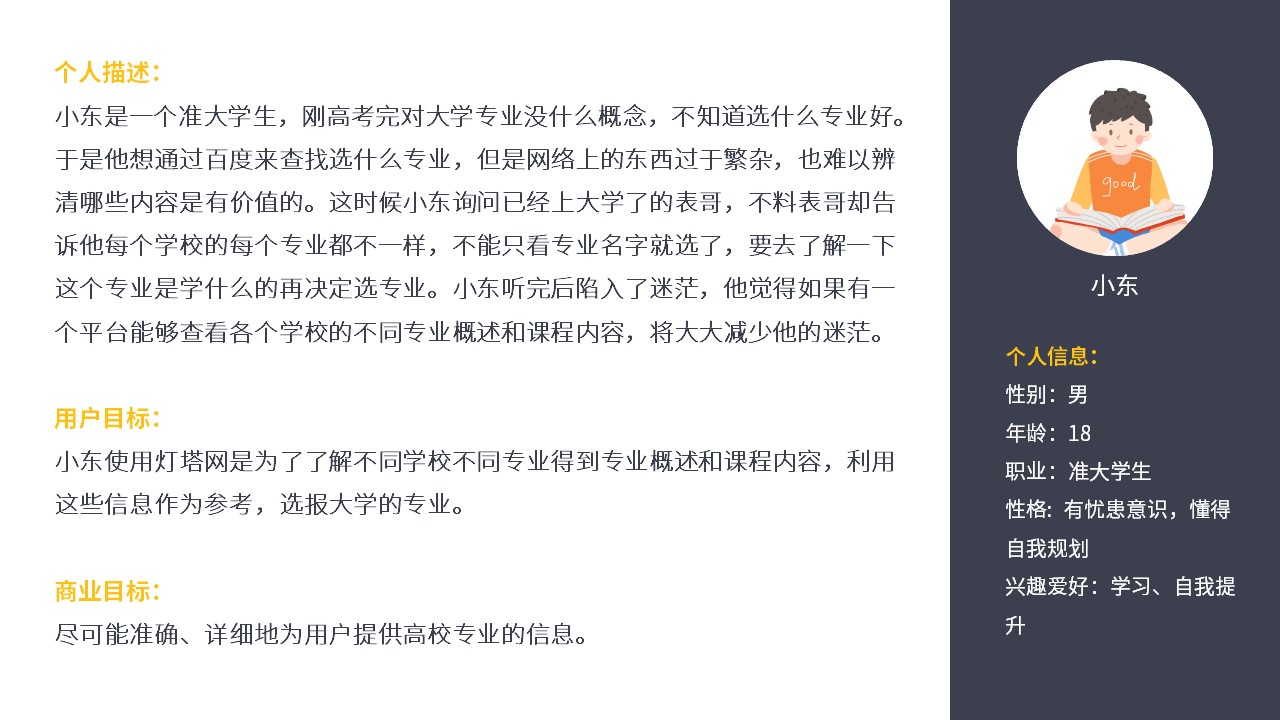 个人描述：
小东是一个准大学生，刚高考完对大学专业没什么概念，不知道选什么专业好。
于是他想通过百度来查找选什么专业，但是网络上的东西过于繁杂，也难以辨
清哪些内容是有价值的。这时候小东询问已经上大学了的表哥，不料表哥却告
诉他每个学校的每个专业都不一样，不能只看专业名字就选了，要去了解一下
这个专业是学什么的再决定选专业。小东听完后陷入了迷茫，他觉得如果有一
个平台能够查看各个学校的不同专业概述和课程内容，将大大减少他的迷茫。
用户目标：
小东使用灯塔网是为了了解不同学校不同专业得到专业概述和课程内容，利用
这些信息作为参考，选报大学的专业。
商业目标：
尽可能准确、详细地为用户提供高校专业的信息。
good
小东
个人信息：
性别：男
年龄：18
职业：准大学生
性格: 有忧患意识，懂得
自我规划
兴趣爱好：学习、自我提
升